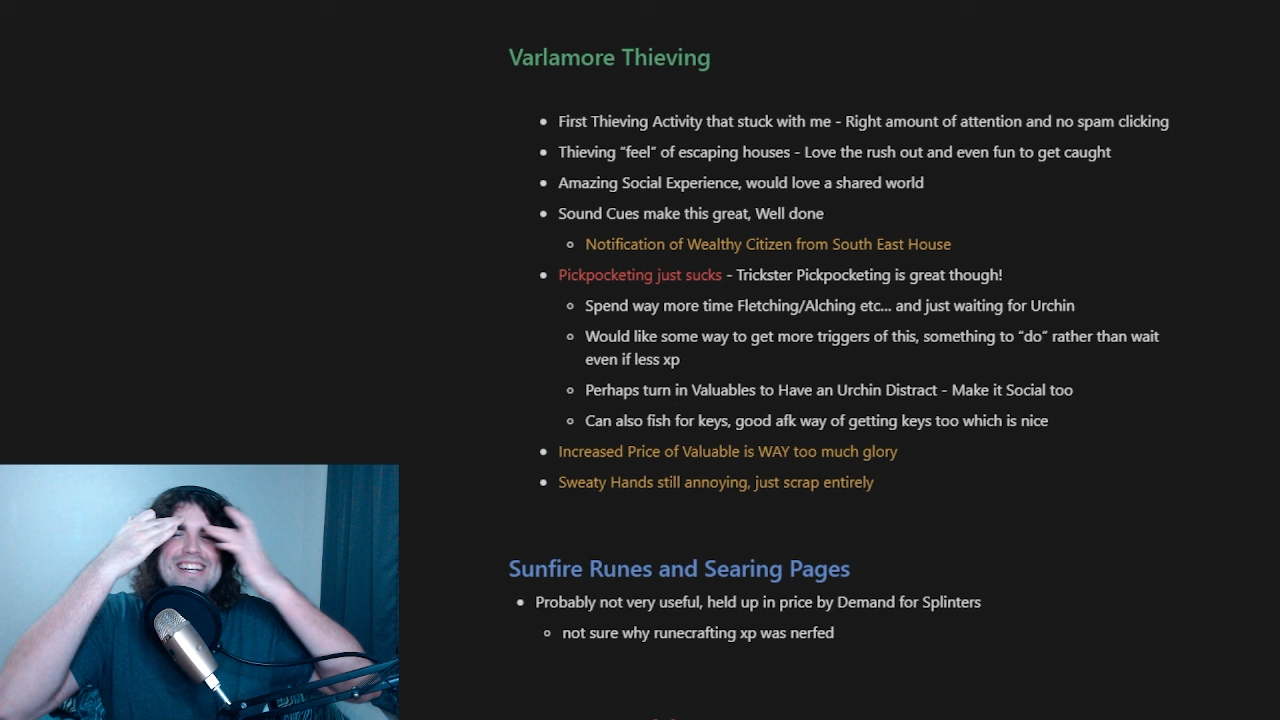 Varlamore Thieving
First Thieving Activity that stuck with me - Right amount of attention and no spam clicking
Thieving “feel” of escaping houses - Love the rush out and even fun to get caught
Amazing Social Experience, would love a shared world
Sound Cues make this great, Well done
Notification of Wealthy Citizen from South East House
Pickpocketing just sucks - Trickster Pickpocketing is great though!
Spend way more time Fletching/Alching etc... and just waiting for Urchin
Would like some way to get more triggers of this, something to “do” rather than wait
even if less xp
Perhaps turn in Valuables to Have an Urchin Distract - Make it Social too
Can also fish for keys, good afk way of getting keys too which is nice
Increased Price of Valuable is WAY too much glory
Sweaty Hands still annoying, just scrap entirely
Sunfire Runes and Searing Pages
Probably not very useful, held up in price by Demand for Splinters
not sure why runecrafting xp was nerfed